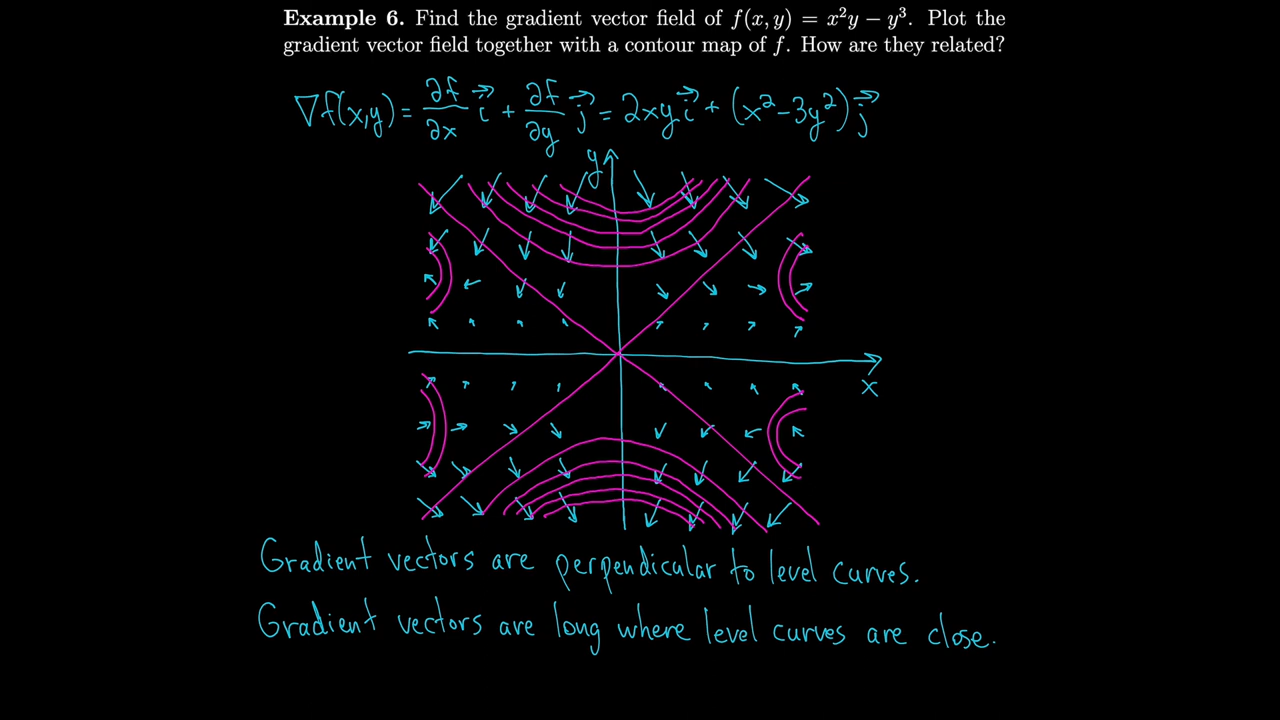 Example 6. Find the gradient vector field of f(x, y) = x²y − y³. Plot the
gradient vector field together with a contour map of f. How are they related?
∇f(x,y) = ∂f/∂x i⃗ + ∂f/∂y j⃗ = 2xy i⃗ + (x²−3y²) j⃗
y
x
Gradient vectors are perpendicular to level curves.
Gradient vectors are long where level curves are close.